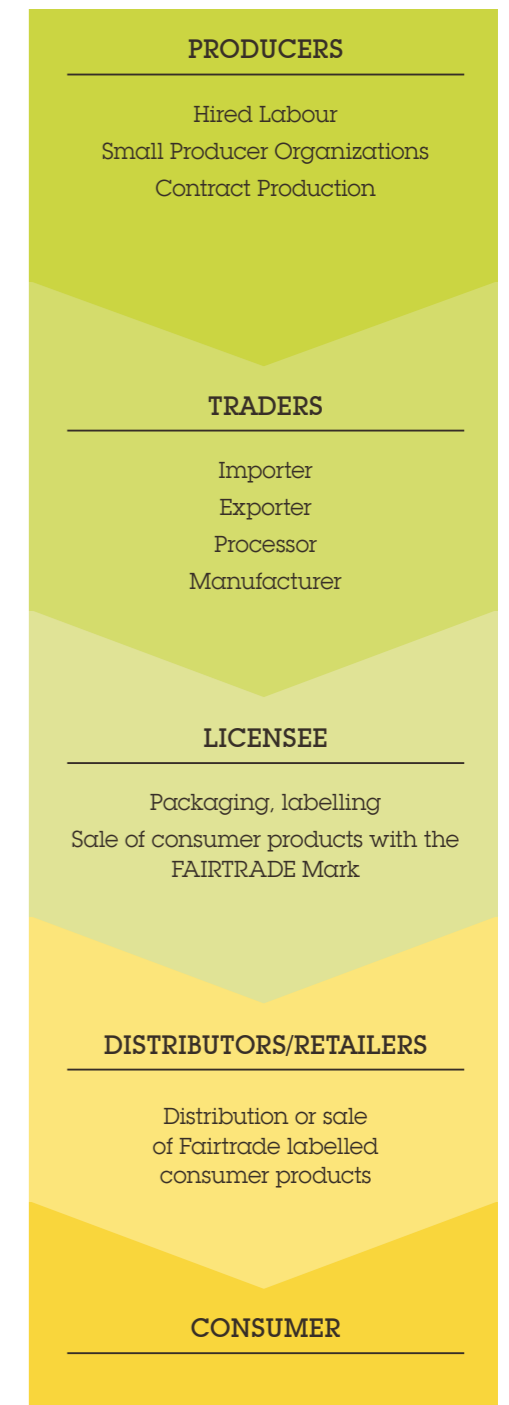 PRODUCERS
Hired Labour
Small Producer Organizations
Contract Production
TRADERS
Importer
Exporter
Processor
Manufacturer
LICENSEE
Packaging, labelling
Sale of consumer products with the
FAIRTRADE Mark
DISTRIBUTORS/RETAILERS
Distribution or sale
of Fairtrade labelled
consumer products
CONSUMER